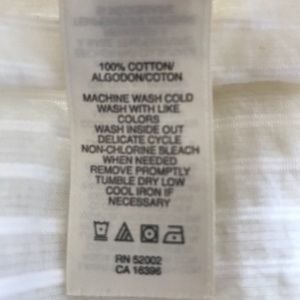 100% COTTON/
ALGODON/COTON
MACHINE WASH COLD
WASH WITH LIKE
COLORS
WASH INSIDE OUT
DELICATE CYCLE
NON-CHLORINE BLEACH
WHEN NEEDED
REMOVE PROMPTLY
TUMBLE DRY LOW
COOL IRON IF
NECESSARY
RN 52002
CA 16396